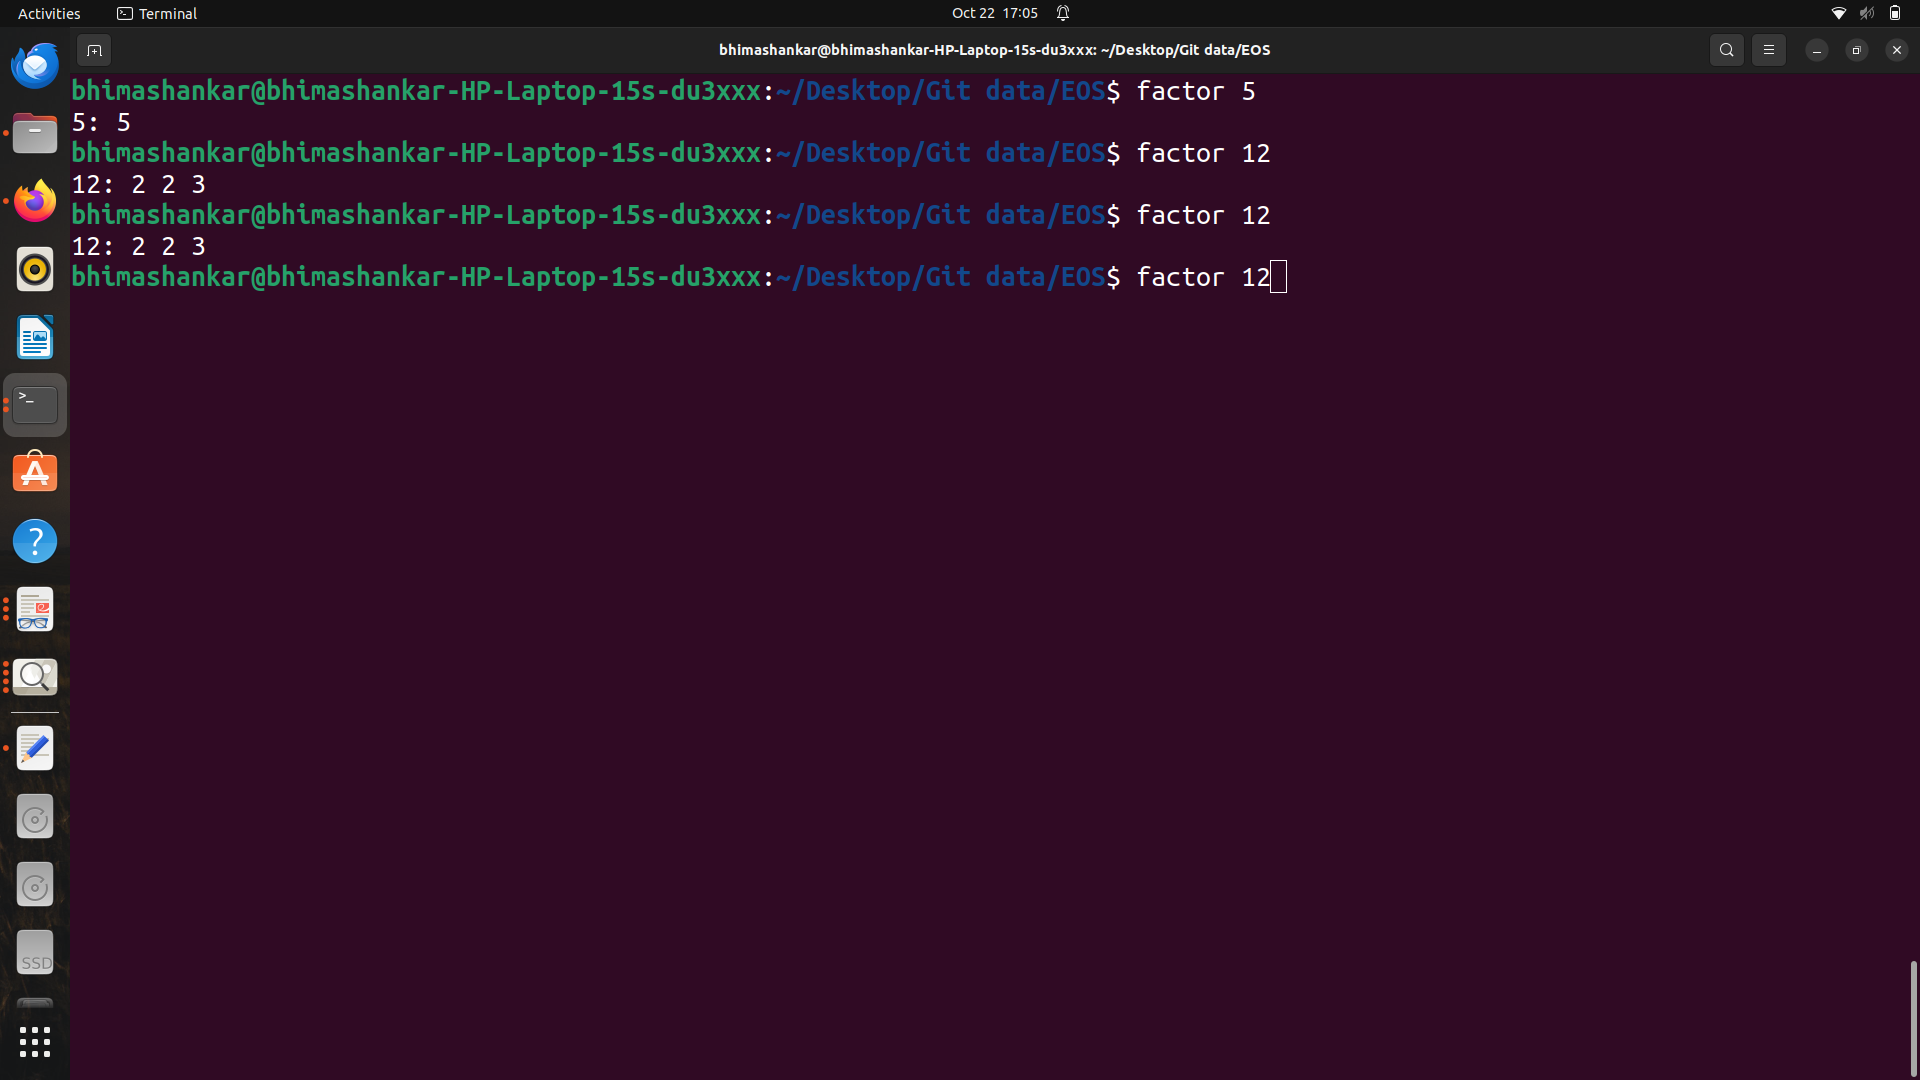 Activities Terminal Oct 22 17:05
bhimashankar@bhimashankar-HP-Laptop-15s-du3xxx: ~/Desktop/Git data/EOS
bhimashankar@bhimashankar-HP-Laptop-15s-du3xxx:~/Desktop/Git data/EOS$ factor 5
5: 5
bhimashankar@bhimashankar-HP-Laptop-15s-du3xxx:~/Desktop/Git data/EOS$ factor 12
12: 2 2 3
bhimashankar@bhimashankar-HP-Laptop-15s-du3xxx:~/Desktop/Git data/EOS$ factor 12
12: 2 2 3
bhimashankar@bhimashankar-HP-Laptop-15s-du3xxx:~/Desktop/Git data/EOS$ factor 12
SSD